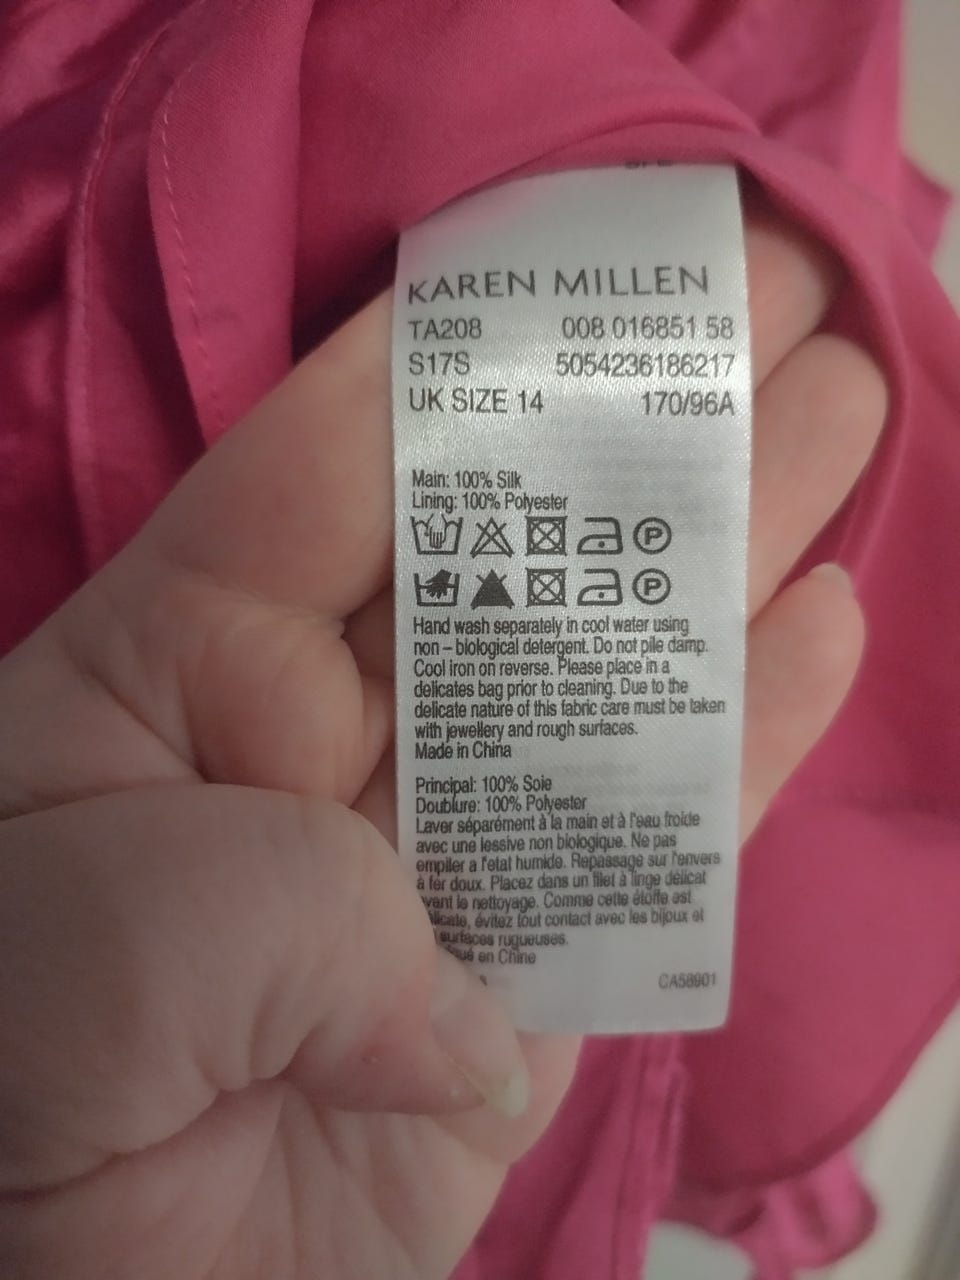 KAREN MILLEN
TA208 008 016851 58
S17S 5054236186217
UK SIZE 14 170/96A
Main: 100% Silk
Lining: 100% Polyester
P
P
Hand wash separately in cool water using
non – biological detergent. Do not pile damp.
Cool iron on reverse. Please place in a
delicates bag prior to cleaning. Due to the
delicate nature of this fabric care must be taken
with jewellery and rough surfaces.
Made in China
Principal: 100% Soie
Doublure: 100% Polyester
Laver séparément à la main et à l'eau froide
avec une lessive non biologique. Ne pas
empiler a l'etat humide. Repassage sur l'envers
à fer doux. Placez dans un filet à linge délicat
le nettoyage. Comme cette étoffe est
évitez tout contact avec les bijoux et
surfaces rugueuses.
en Chine
CA58901